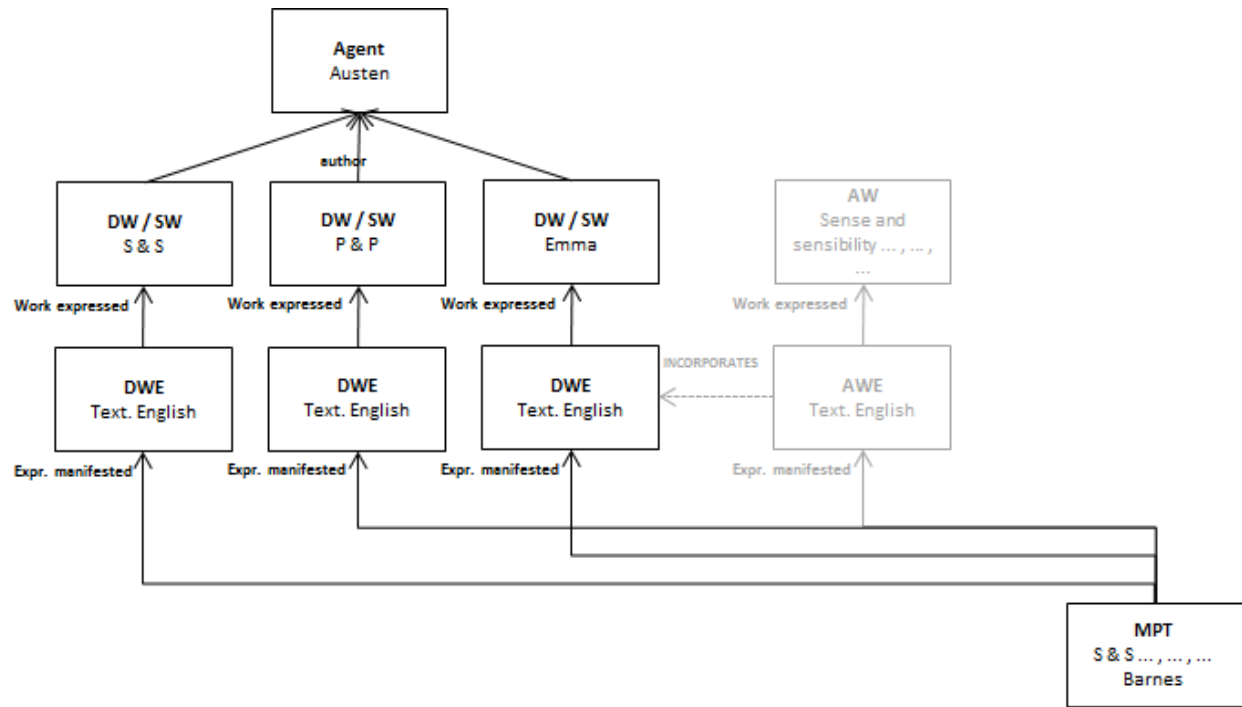 Agent
Austen
author
DW / SW
S & S
DW / SW
P & P
DW / SW
Emma
AW
Sense and
sensibility ... , ... ,
...
Work expressed
Work expressed
Work expressed
Work expressed
DWE
Text. English
DWE
Text. English
DWE
Text. English
INCORPORATES
AWE
Text. English
Expr. manifested
Expr. manifested
Expr. manifested
Expr. manifested
MPT
S & S ... , ... , ...
Barnes